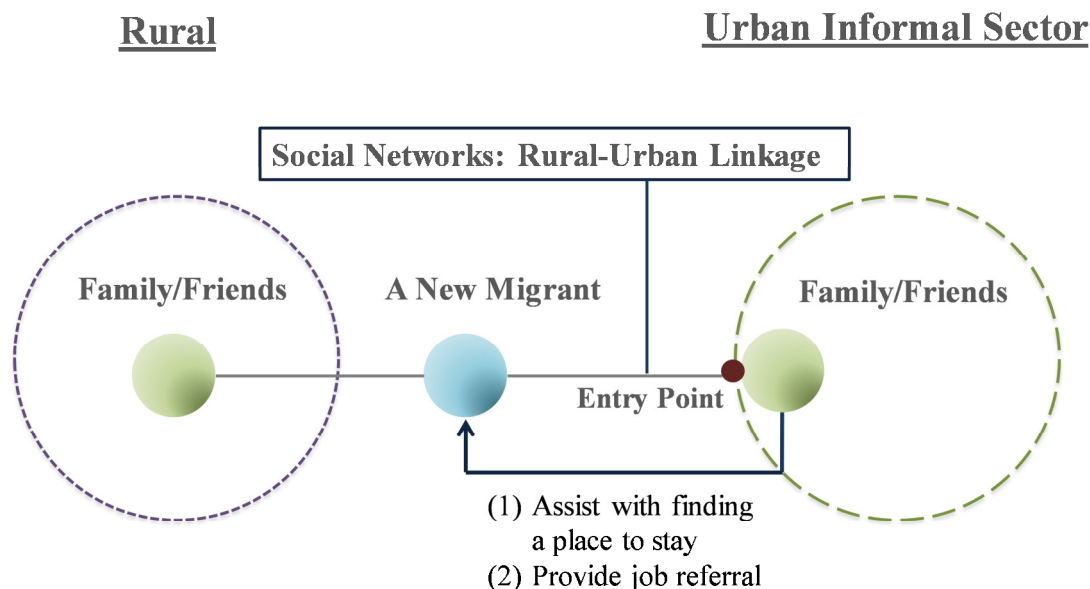 Rural
Urban Informal Sector
Social Networks: Rural-Urban Linkage
Family/Friends
A New Migrant
Family/Friends
Entry Point
(1) Assist with finding
a place to stay
(2) Provide job referral